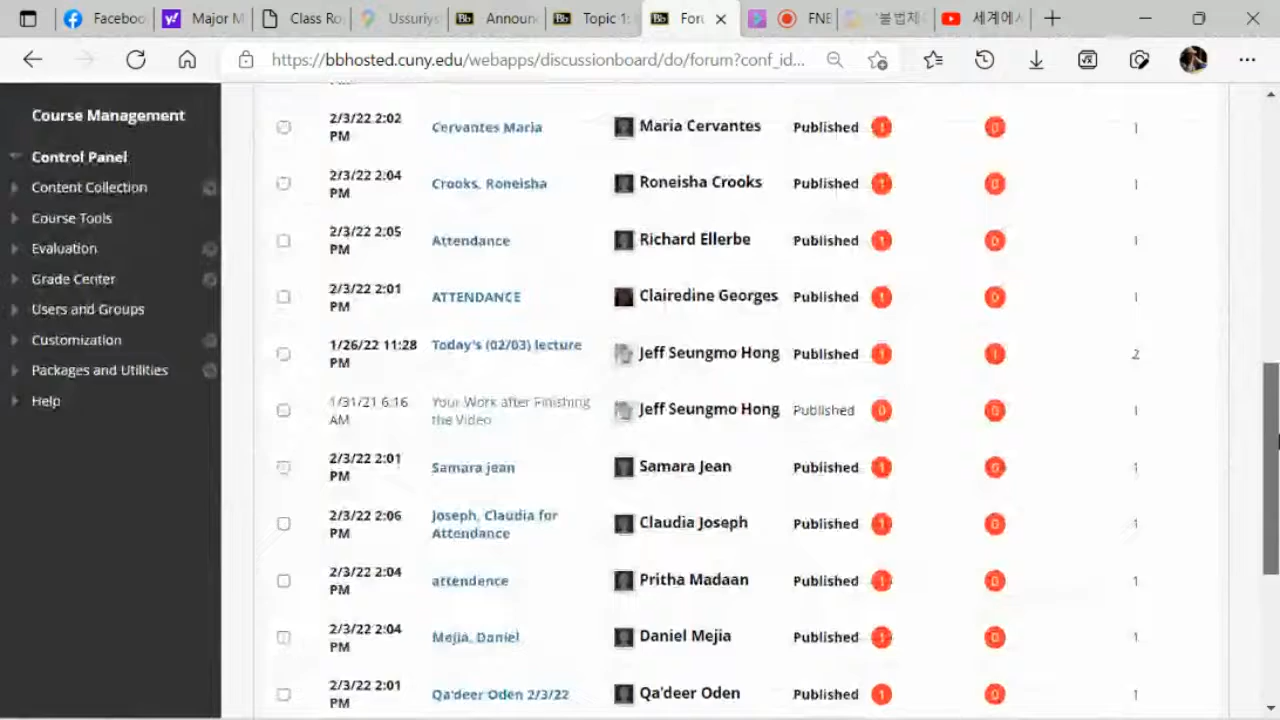 Faceboo
Major M
Class Ro
Ussuriys
Announ
Topic 1:
Foru
FNE
'불법체
세계에서
https://bbhosted.cuny.edu/webapps/discussionboard/do/forum?conf_id...
Course Management
Control Panel
Content Collection
Course Tools
Evaluation
Grade Center
Users and Groups
Customization
Packages and Utilities
Help
2/3/22 2:02
PM
Cervantes Maria
Maria Cervantes
Published
1
0
1
2/3/22 2:04
PM
Crooks, Roneisha
Roneisha Crooks
Published
1
0
1
2/3/22 2:05
PM
Attendance
Richard Ellerbe
Published
1
0
1
2/3/22 2:01
PM
ATTENDANCE
Clairedine Georges
Published
1
0
1
1/26/22 11:28
PM
Today's (02/03) lecture
Jeff Seungmo Hong
Published
1
1
2
1/31/21 6:16
AM
Your Work after Finishing
the Video
Jeff Seungmo Hong
Published
0
0
1
2/3/22 2:01
PM
Samara jean
Samara Jean
Published
1
0
1
2/3/22 2:06
PM
Joseph, Claudia for
Attendance
Claudia Joseph
Published
1
0
1
2/3/22 2:04
PM
attendence
Pritha Madaan
Published
1
0
1
2/3/22 2:04
PM
Mejia, Daniel
Daniel Mejia
Published
1
0
1
2/3/22 2:01
PM
Qa'deer Oden 2/3/22
Qa'deer Oden
Published
1
0
1